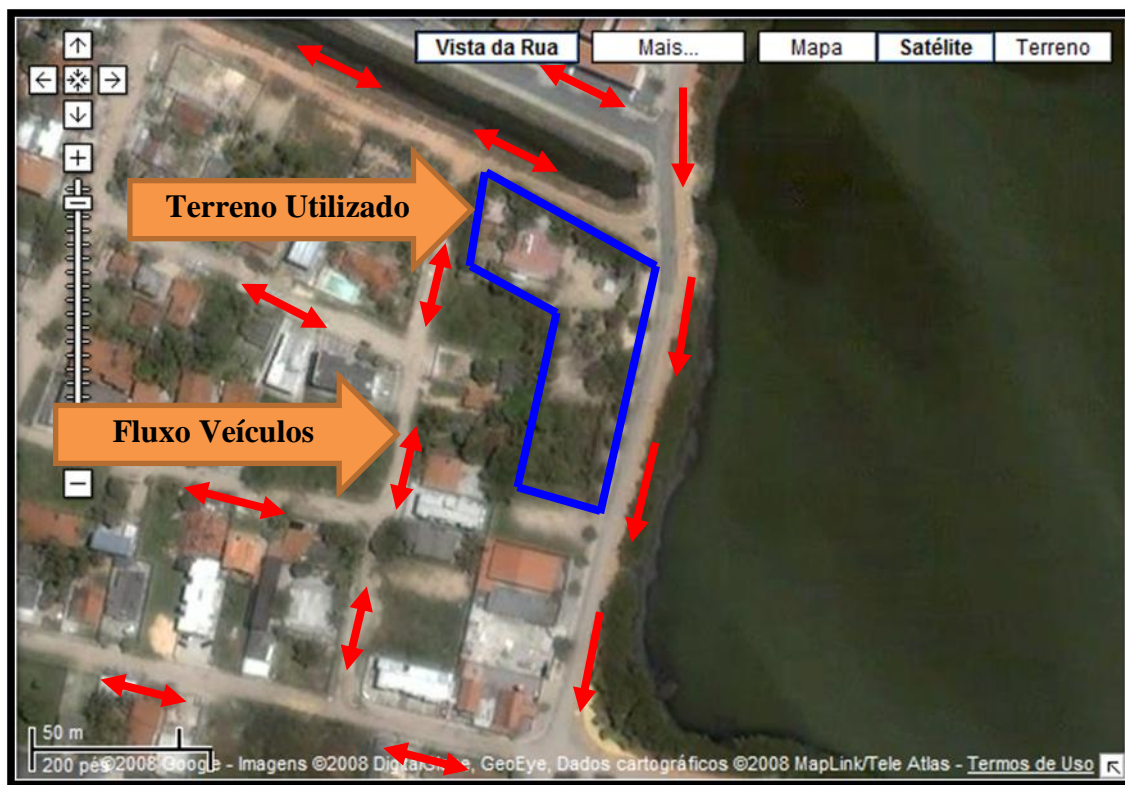 Vista da Rua Mais... Mapa Satélite Terreno
Terreno Utilizado
Fluxo Veículos
50 m
200 pés ©2008 Google - Imagens ©2008 DigitalGlobe, GeoEye, Dados cartográficos ©2008 MapLink/Tele Atlas - Termos de Uso